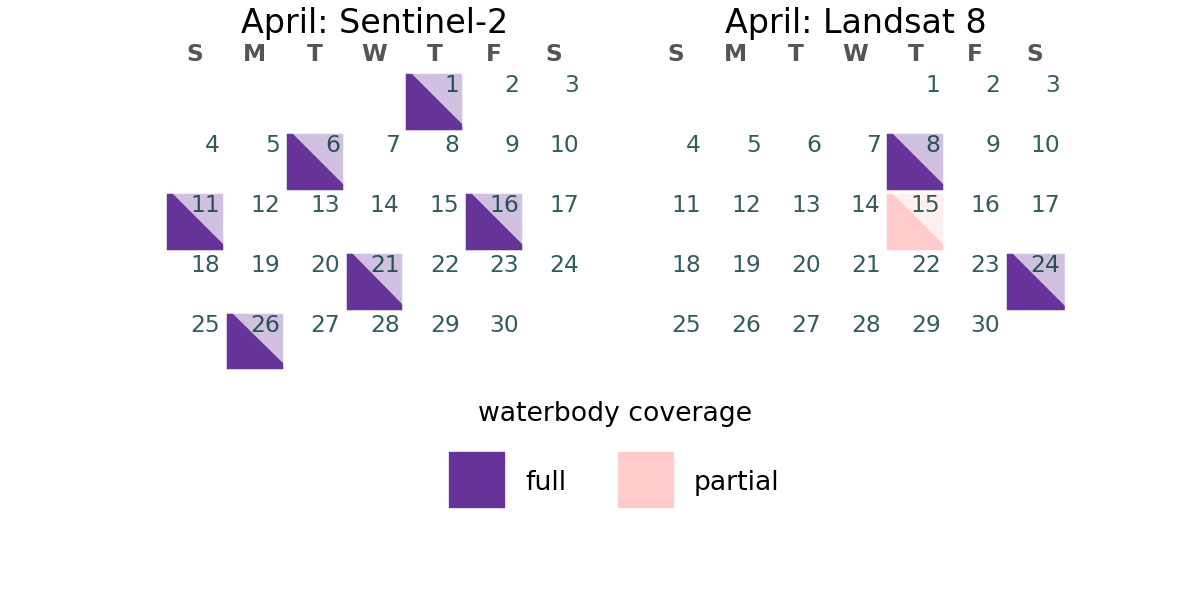 April: Sentinel-2
S M T W T F S
1 2 3
4 5 6 7 8 9 10
11 12 13 14 15 16 17
18 19 20 21 22 23 24
25 26 27 28 29 30
April: Landsat 8
S M T W T F S
1 2 3
4 5 6 7 8 9 10
11 12 13 14 15 16 17
18 19 20 21 22 23 24
25 26 27 28 29 30
waterbody coverage
full
partial